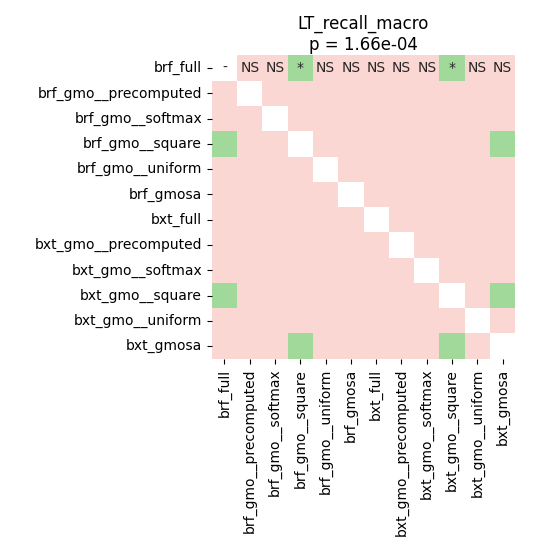 LT_recall_macro
p = 1.66e-04
brf_full - NS NS * NS NS NS NS NS * NS NS
brf_gmo__precomputed
brf_gmo__softmax
brf_gmo__square
brf_gmo__uniform
brf_gmosa
bxt_full
bxt_gmo__precomputed
bxt_gmo__softmax
bxt_gmo__square
bxt_gmo__uniform
bxt_gmosa
brf_full
brf_gmo__precomputed
brf_gmo__softmax
brf_gmo__square
brf_gmo__uniform
brf_gmosa
bxt_full
bxt_gmo__precomputed
bxt_gmo__softmax
bxt_gmo__square
bxt_gmo__uniform
bxt_gmosa